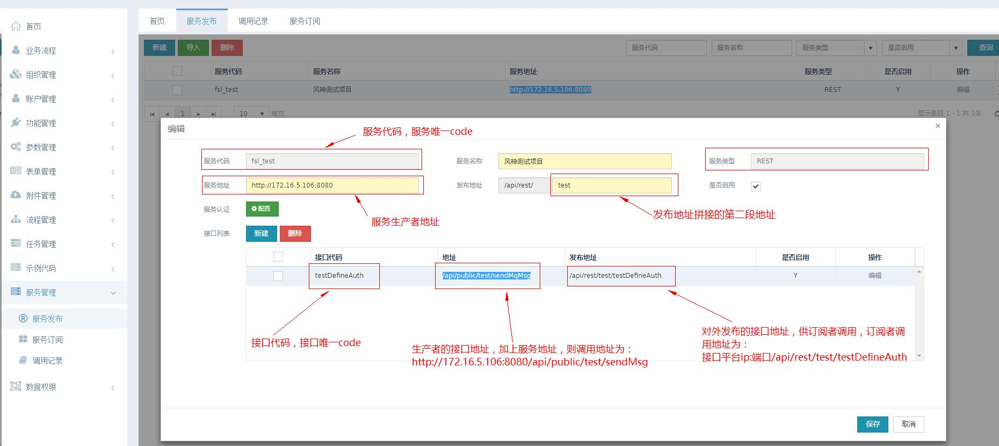 首页
业务流程
组织管理
账户管理
功能管理
参数管理
表单管理
附件管理
流程管理
任务管理
示例代码
服务管理
服务发布
服务订阅
调用记录
数据权限
首页 服务发布 调用记录 服务订阅
新建 导入 删除 服务代码 服务名称 服务类型 是否启用 查询
服务代码 服务名称 服务地址 服务类型 是否启用 操作
fsl_test 风神测试项目 http://172.16.5.106:8080 REST Y 编辑
1 10 每页 显示条目 1 - 1 共 1条
编辑
服务代码，服务唯一code
服务代码 fsl_test 服务名称 风神测试项目 服务类型 REST
服务地址 http://172.16.5.106:8080 发布地址 /api/rest/ test 是否启用
服务认证 配置
服务生产者地址
发布地址拼接的第二段地址
接口列表 新建 删除
接口代码 地址 发布地址 是否启用 操作
testDefineAuth /api/public/test/sendMqMsg /api/rest/test/testDefineAuth Y 编辑
接口代码，接口唯一code
生产者的接口地址，加上服务地址，则调用地址为：
http://172.16.5.106:8080/api/public/test/sendMsg
对外发布的接口地址，供订阅者调用，订阅者调
用地址为：
接口平台ip:端口/api/rest/test/testDefineAuth
保存 取消